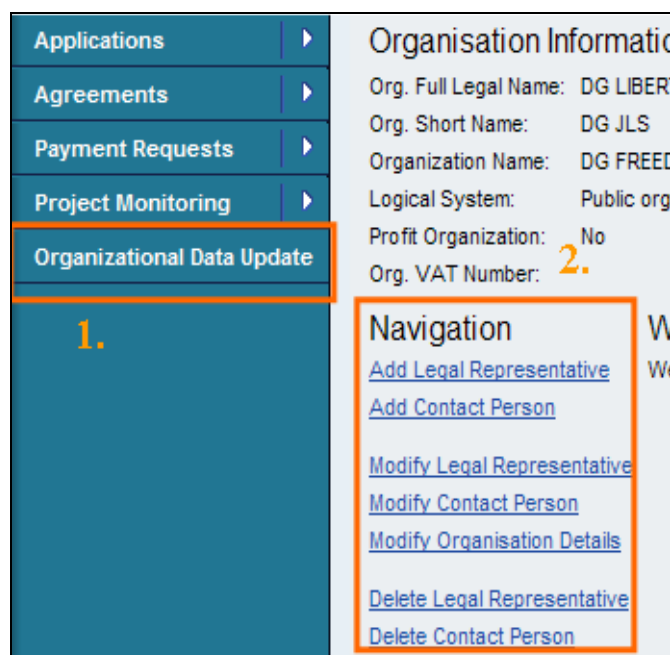 Applications
Agreements
Payment Requests
Project Monitoring
Organizational Data Update
1.
Organisation Informatic
Org. Full Legal Name: DG LIBER
Org. Short Name: DG JLS
Organization Name: DG FREED
Logical System: Public org
Profit Organization: No
Org. VAT Number:
2.
Navigation
Add Legal Representative
Add Contact Person
Modify Legal Representative
Modify Contact Person
Modify Organisation Details
Delete Legal Representative
Delete Contact Person
W
We